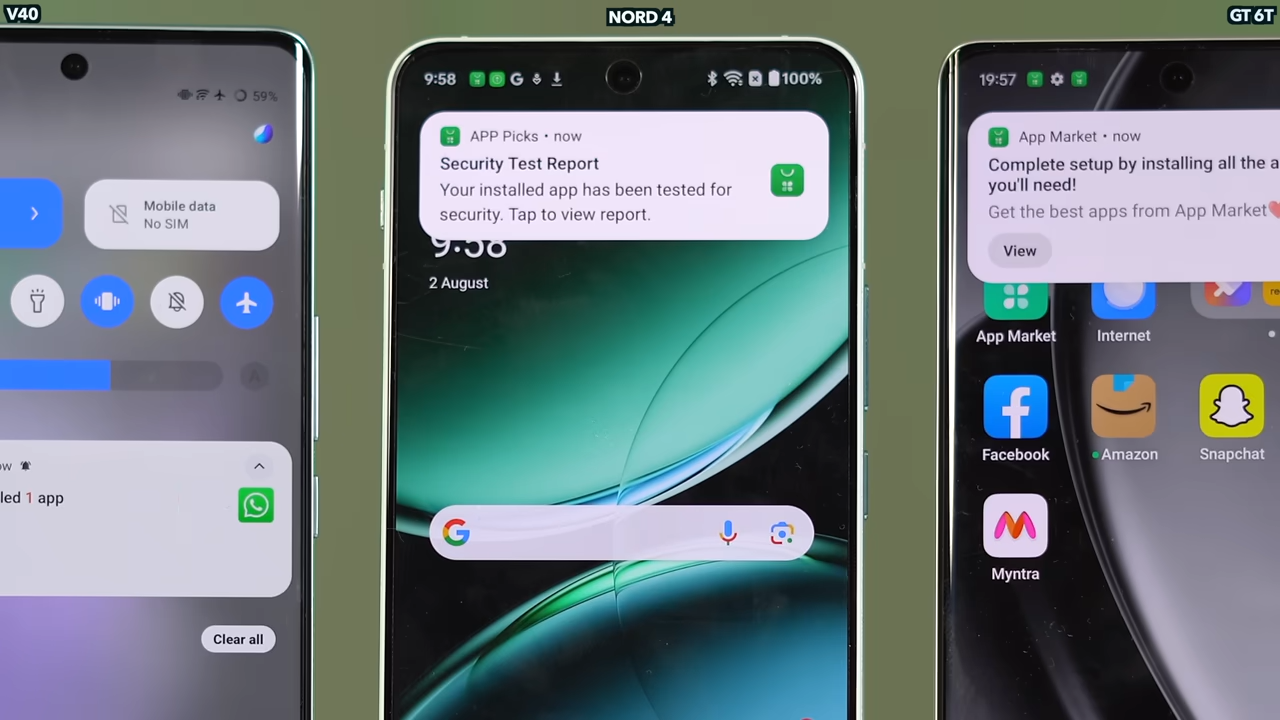 V40
NORD 4
GT 6T
59%
Mobile data
No SIM
ow
led 1 app
Clear all
9:58
100%
APP Picks • now
Security Test Report
Your installed app has been tested for
security. Tap to view report.
9:58
2 August
19:57
App Market • now
Complete setup by installing all the a
you'll need!
Get the best apps from App Market
View
App Market
Internet
re
Facebook
Amazon
Snapchat
Myntra